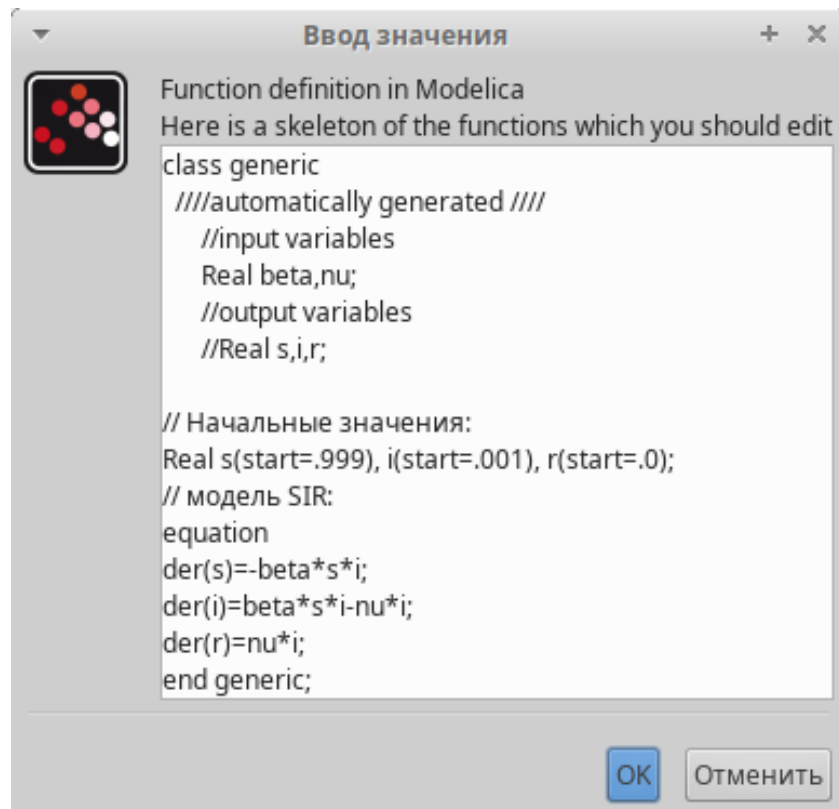 Ввод значения
Function definition in Modelica
Here is a skeleton of the functions which you should edit
class generic
////automatically generated ////
//input variables
Real beta,nu;
//output variables
//Real s,i,r;
// Начальные значения:
Real s(start=.999), i(start=.001), r(start=.0);
// модель SIR:
equation
der(s)=-beta*s*i;
der(i)=beta*s*i-nu*i;
der(r)=nu*i;
end generic;
OK Отменить